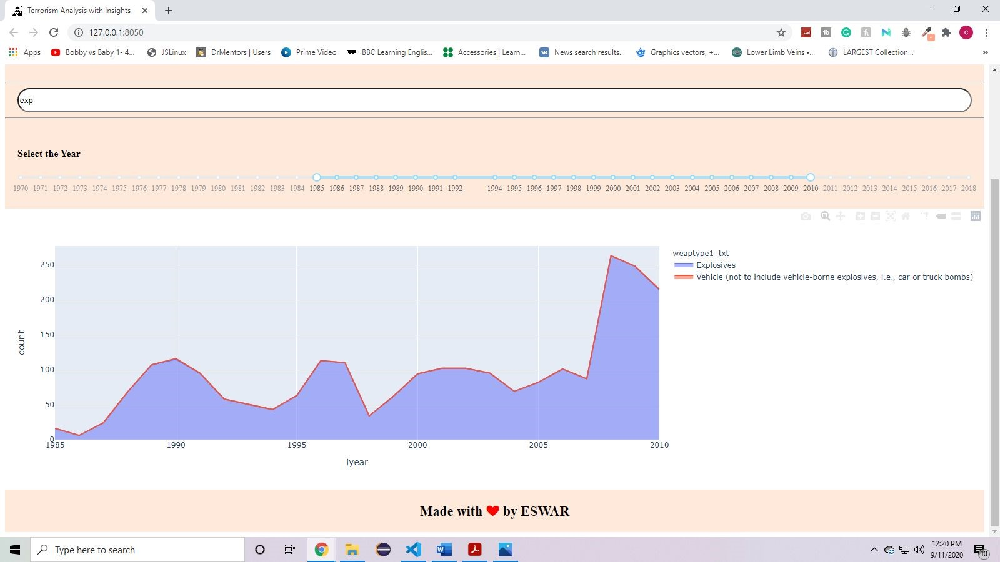 Terrorism Analysis with Insights
127.0.0.1:8050
C
Apps Bobby vs Baby 1- 4... JSLinux DrMentors | Users Prime Video BBC BBC Learning Englis... Accessories | Learn... News search results... Graphics vectors, +... Lower Limb Veins •... LARGEST Collection... »
exp
Select the Year
1970 1971 1972 1973 1974 1975 1976 1977 1978 1979 1980 1981 1982 1983 1984 1985 1986 1987 1988 1989 1990 1991 1992 1994 1995 1996 1997 1998 1999 2000 2001 2002 2003 2004 2005 2006 2007 2008 2009 2010 2011 2012 2013 2014 2015 2016 2017 2018
weaptype1_txt
Explosives
Vehicle (not to include vehicle-borne explosives, i.e., car or truck bombs)
250
200
150
100
50
0
count
1985 1990 1995 2000 2005 2010
iyear
Made with ❤ by ESWAR
Type here to search
12:20 PM
9/11/2020
10